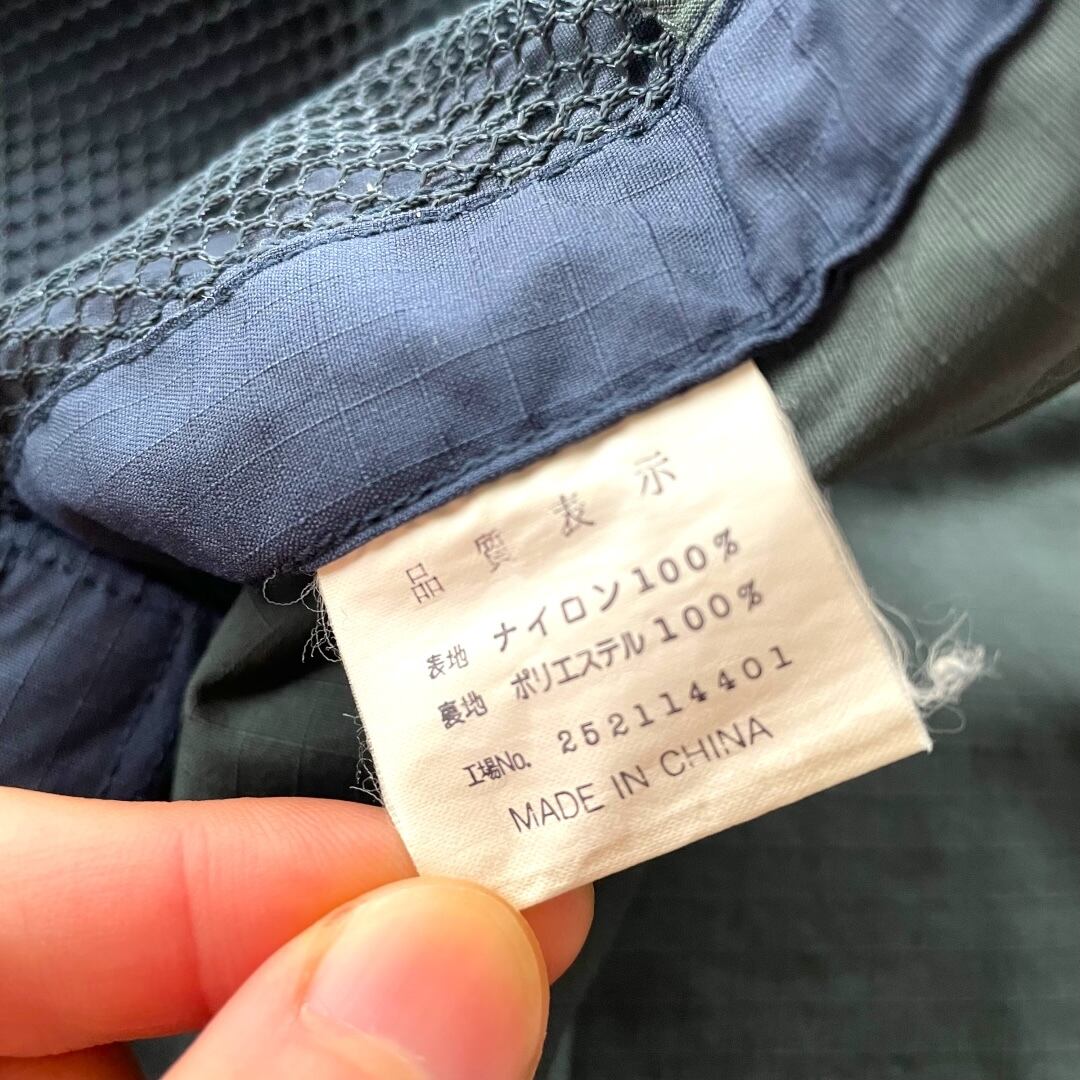 品質表示
表地 ナイロン100%
裏地 ポリエステル100%
工場No. 252114401
MADE IN CHINA